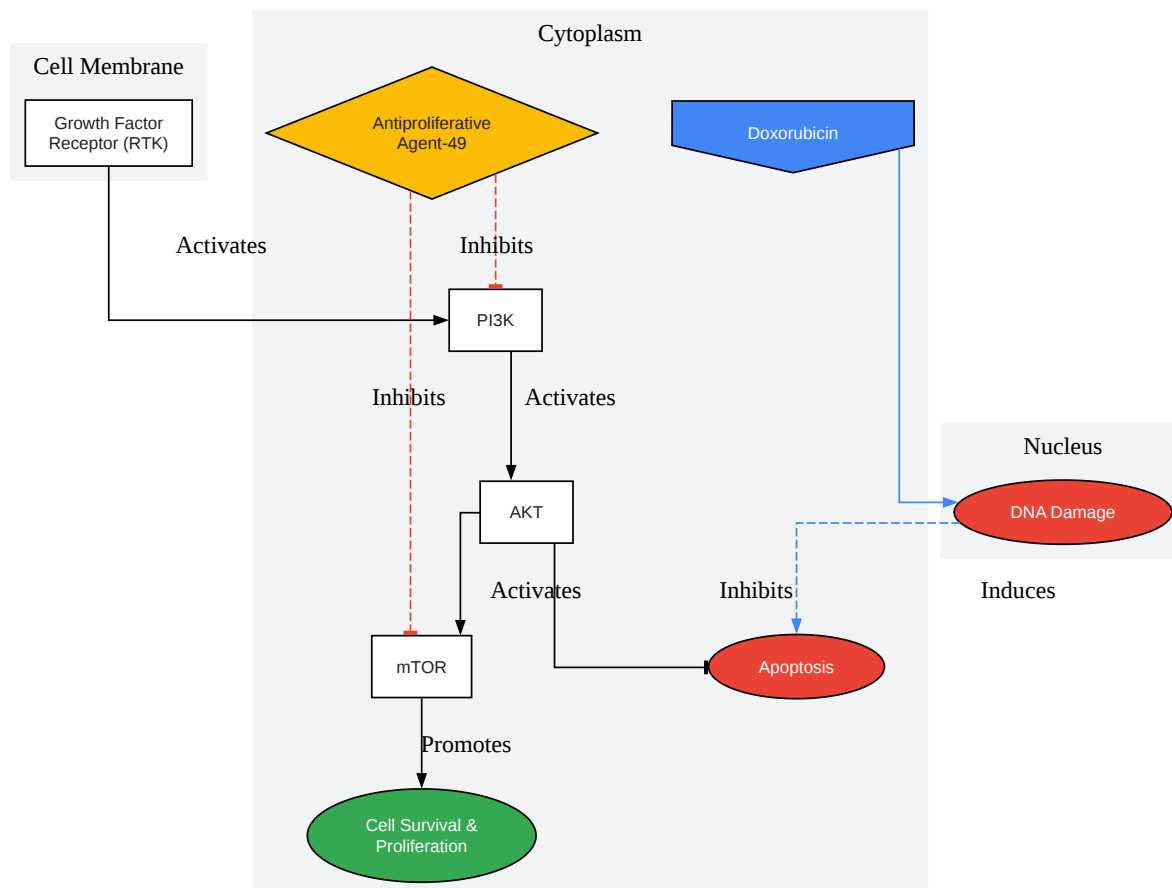 Cytoplasm
Cell Membrane
Growth Factor
Receptor (RTK)
Antiproliferative
Agent-49
Doxorubicin
Activates
Inhibits
PI3K
Inhibits
Activates
Nucleus
AKT
DNA Damage
Activates
Inhibits
Induces
mTOR
Apoptosis
Promotes
Cell Survival &
Proliferation